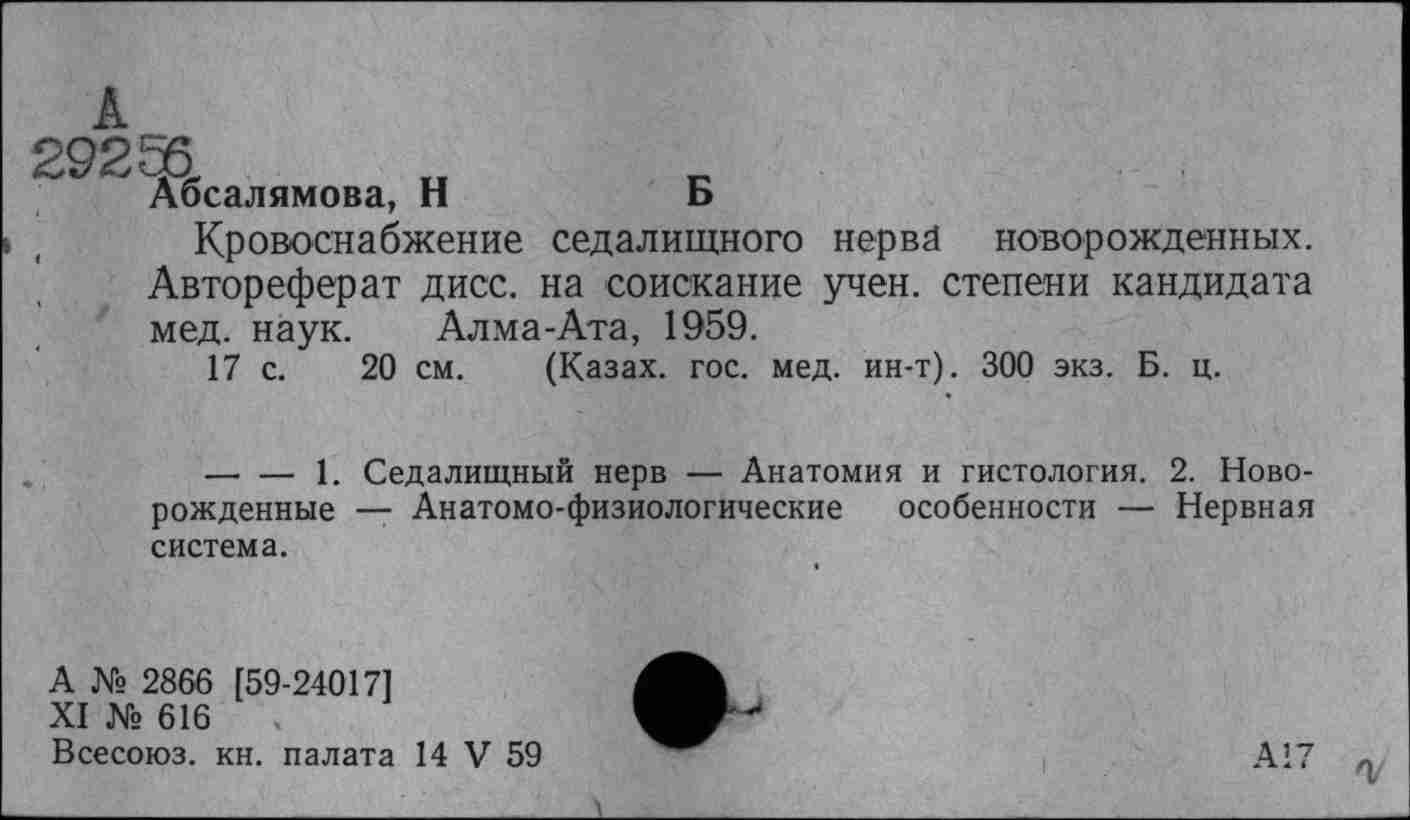 А
29256
Абсалямова, Н Б
Кровоснабжение седалищного нерва новорожденных.
Автореферат дисс. на соискание учен. степени кандидата
мед. наук. Алма-Ата, 1959.
17 с. 20 см. (Казах. гос. мед. ин-т). 300 экз. Б. ц.
— — 1. Седалищный нерв — Анатомия и гистология. 2. Ново-
рожденные — Анатомо-физиологические особенности — Нервная
система.
А № 2866 [59-24017]
XI № 616
Всесоюз. кн. палата 14 V 59
А17